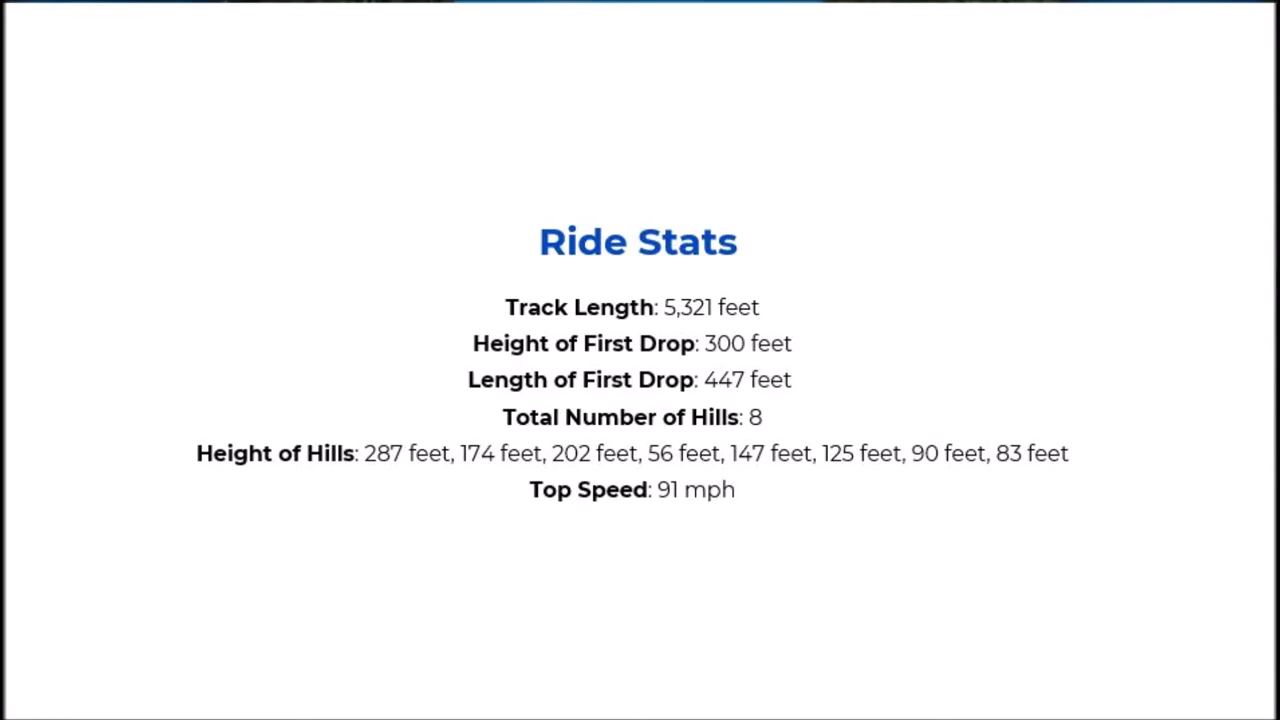 Ride Stats
Track Length: 5,321 feet
Height of First Drop: 300 feet
Length of First Drop: 447 feet
Total Number of Hills: 8
Height of Hills: 287 feet, 174 feet, 202 feet, 56 feet, 147 feet, 125 feet, 90 feet, 83 feet
Top Speed: 91 mph